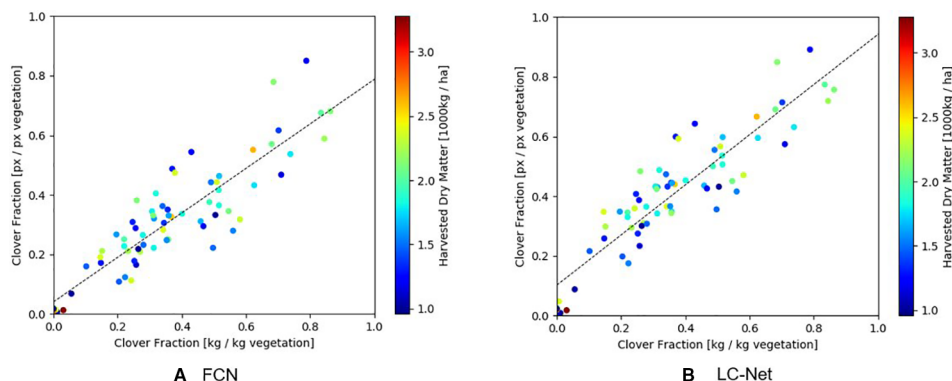 1.0
0.8
0.6
0.4
0.2
0.0
Clover Fraction [px / px vegetation]
0.0 0.2 0.4 0.6 0.8 1.0
Clover Fraction [kg / kg vegetation]
3.0
2.5
2.0
1.5
1.0
Harvested Dry Matter [1000kg / ha]
A FCN
1.0
0.8
0.6
0.4
0.2
0.0
Clover Fraction [px / px vegetation]
0.0 0.2 0.4 0.6 0.8 1.0
Clover Fraction [kg / kg vegetation]
3.0
2.5
2.0
1.5
1.0
Harvested Dry Matter [1000kg / ha]
B LC-Net